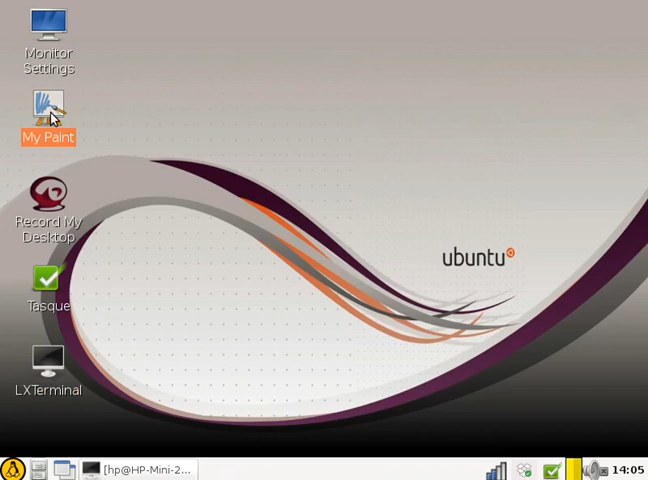 Monitor
Settings
My Paint
Record My
Desktop
Tasque
LXTerminal
ubuntu
[hp@HP-Mini-2...
14:05